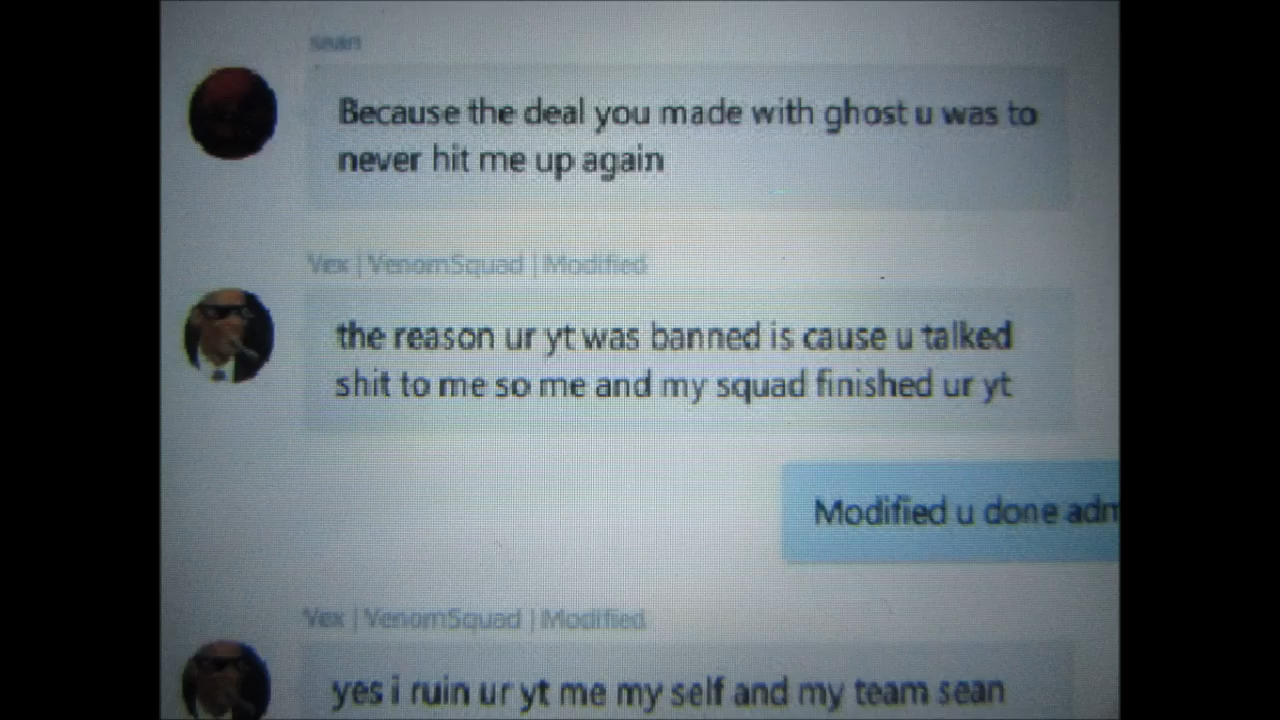 sean
Because the deal you made with ghost u was to
never hit me up again
Vex | VenomSquad | Modified
the reason ur yt was banned is cause u talked
shit to me so me and my squad finished ur yt
Modified u done adm
Vex | VenomSquad | Modified
yes i ruin ur yt me my self and my team sean